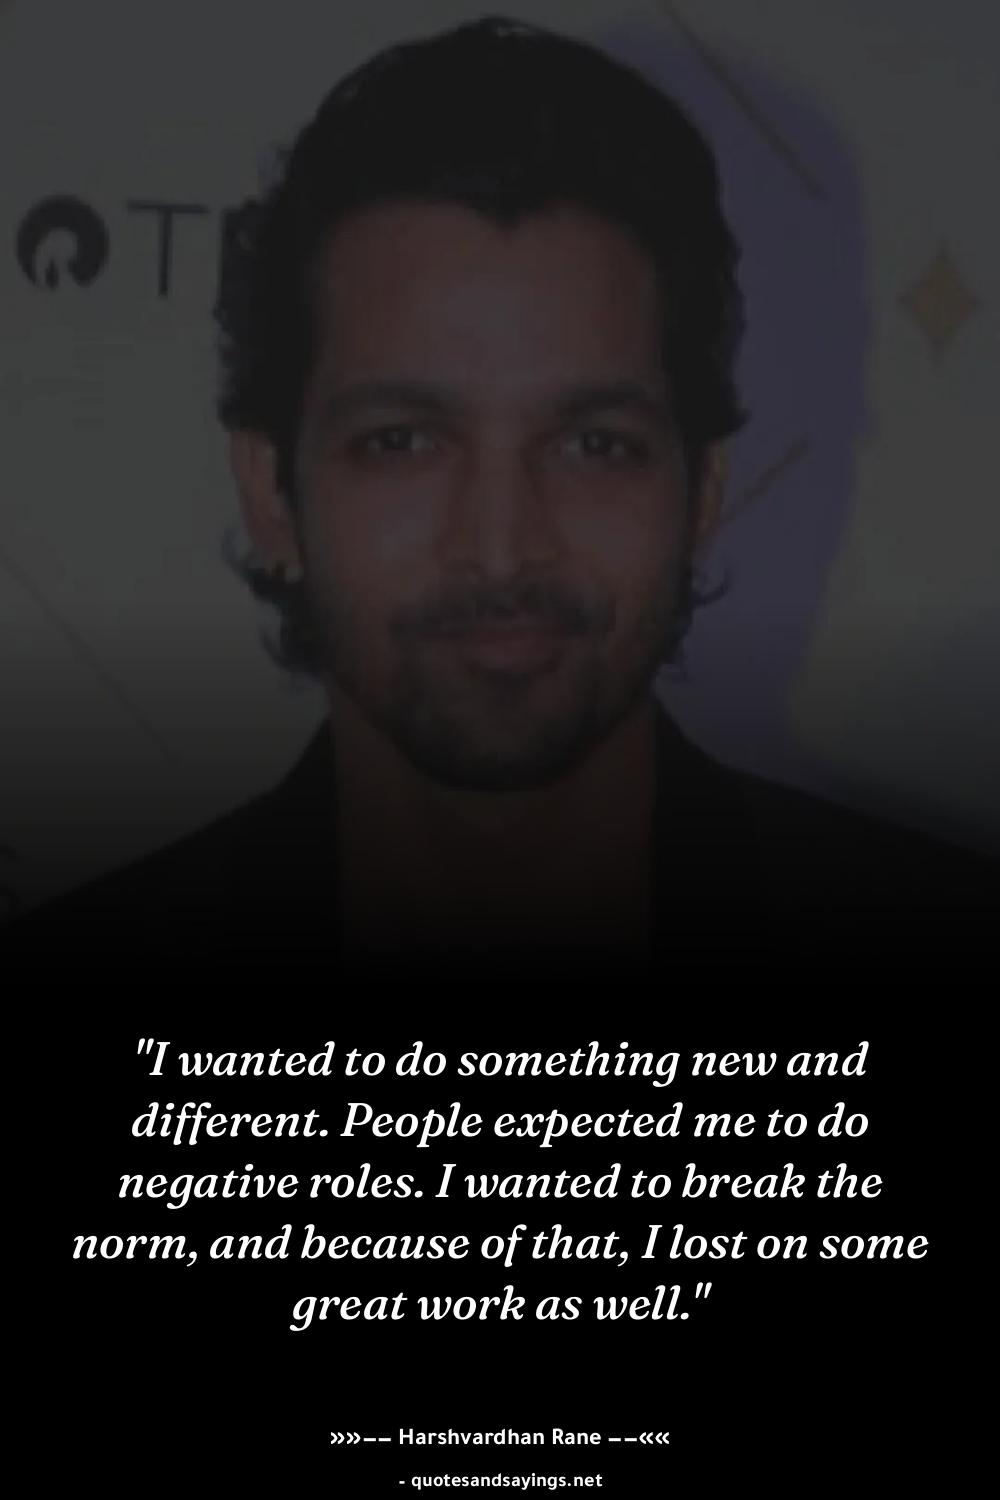 T
"I wanted to do something new and
different. People expected me to do
negative roles. I wanted to break the
norm, and because of that, I lost on some
great work as well."
»»−− Harshvardhan Rane −−««
- quotesandsayings.net